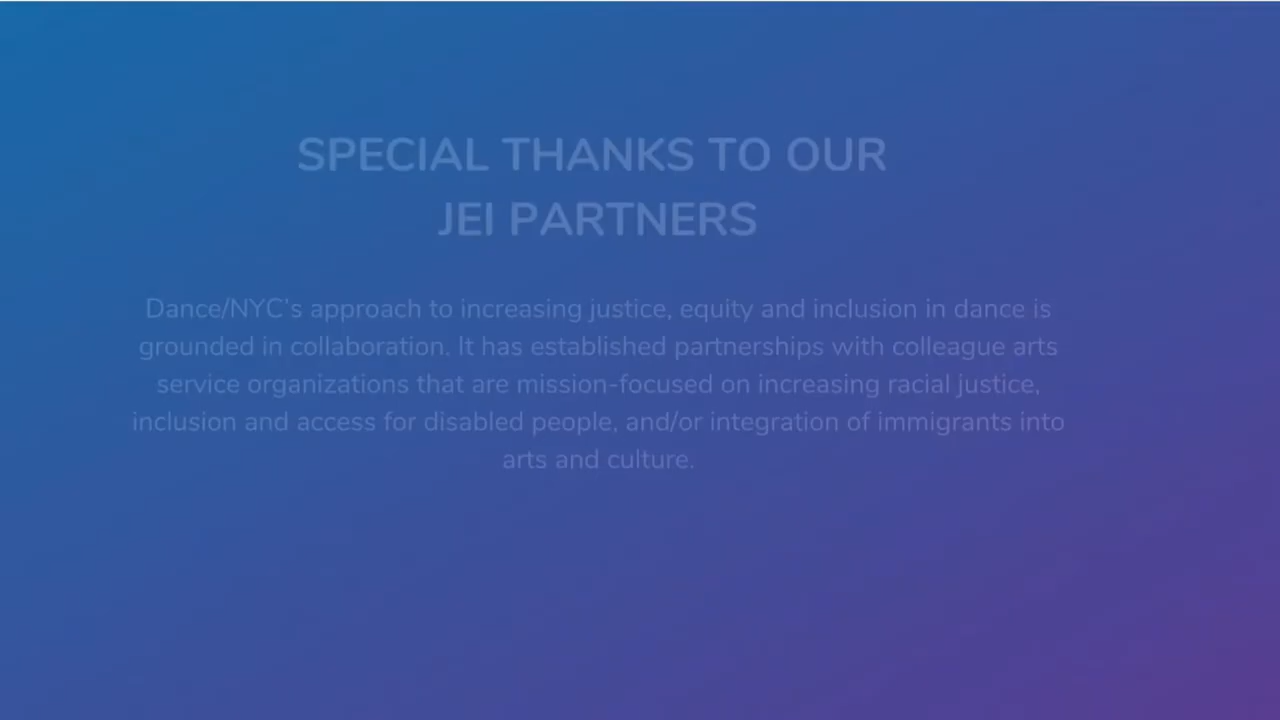 SPECIAL THANKS TO OUR
JEI PARTNERS
Dance/NYC's approach to increasing justice, equity and inclusion in dance is
grounded in collaboration. It has established partnerships with colleague arts
service organizations that are mission-focused on increasing racial justice,
inclusion and access for disabled people, and/or integration of immigrants into
arts and culture.